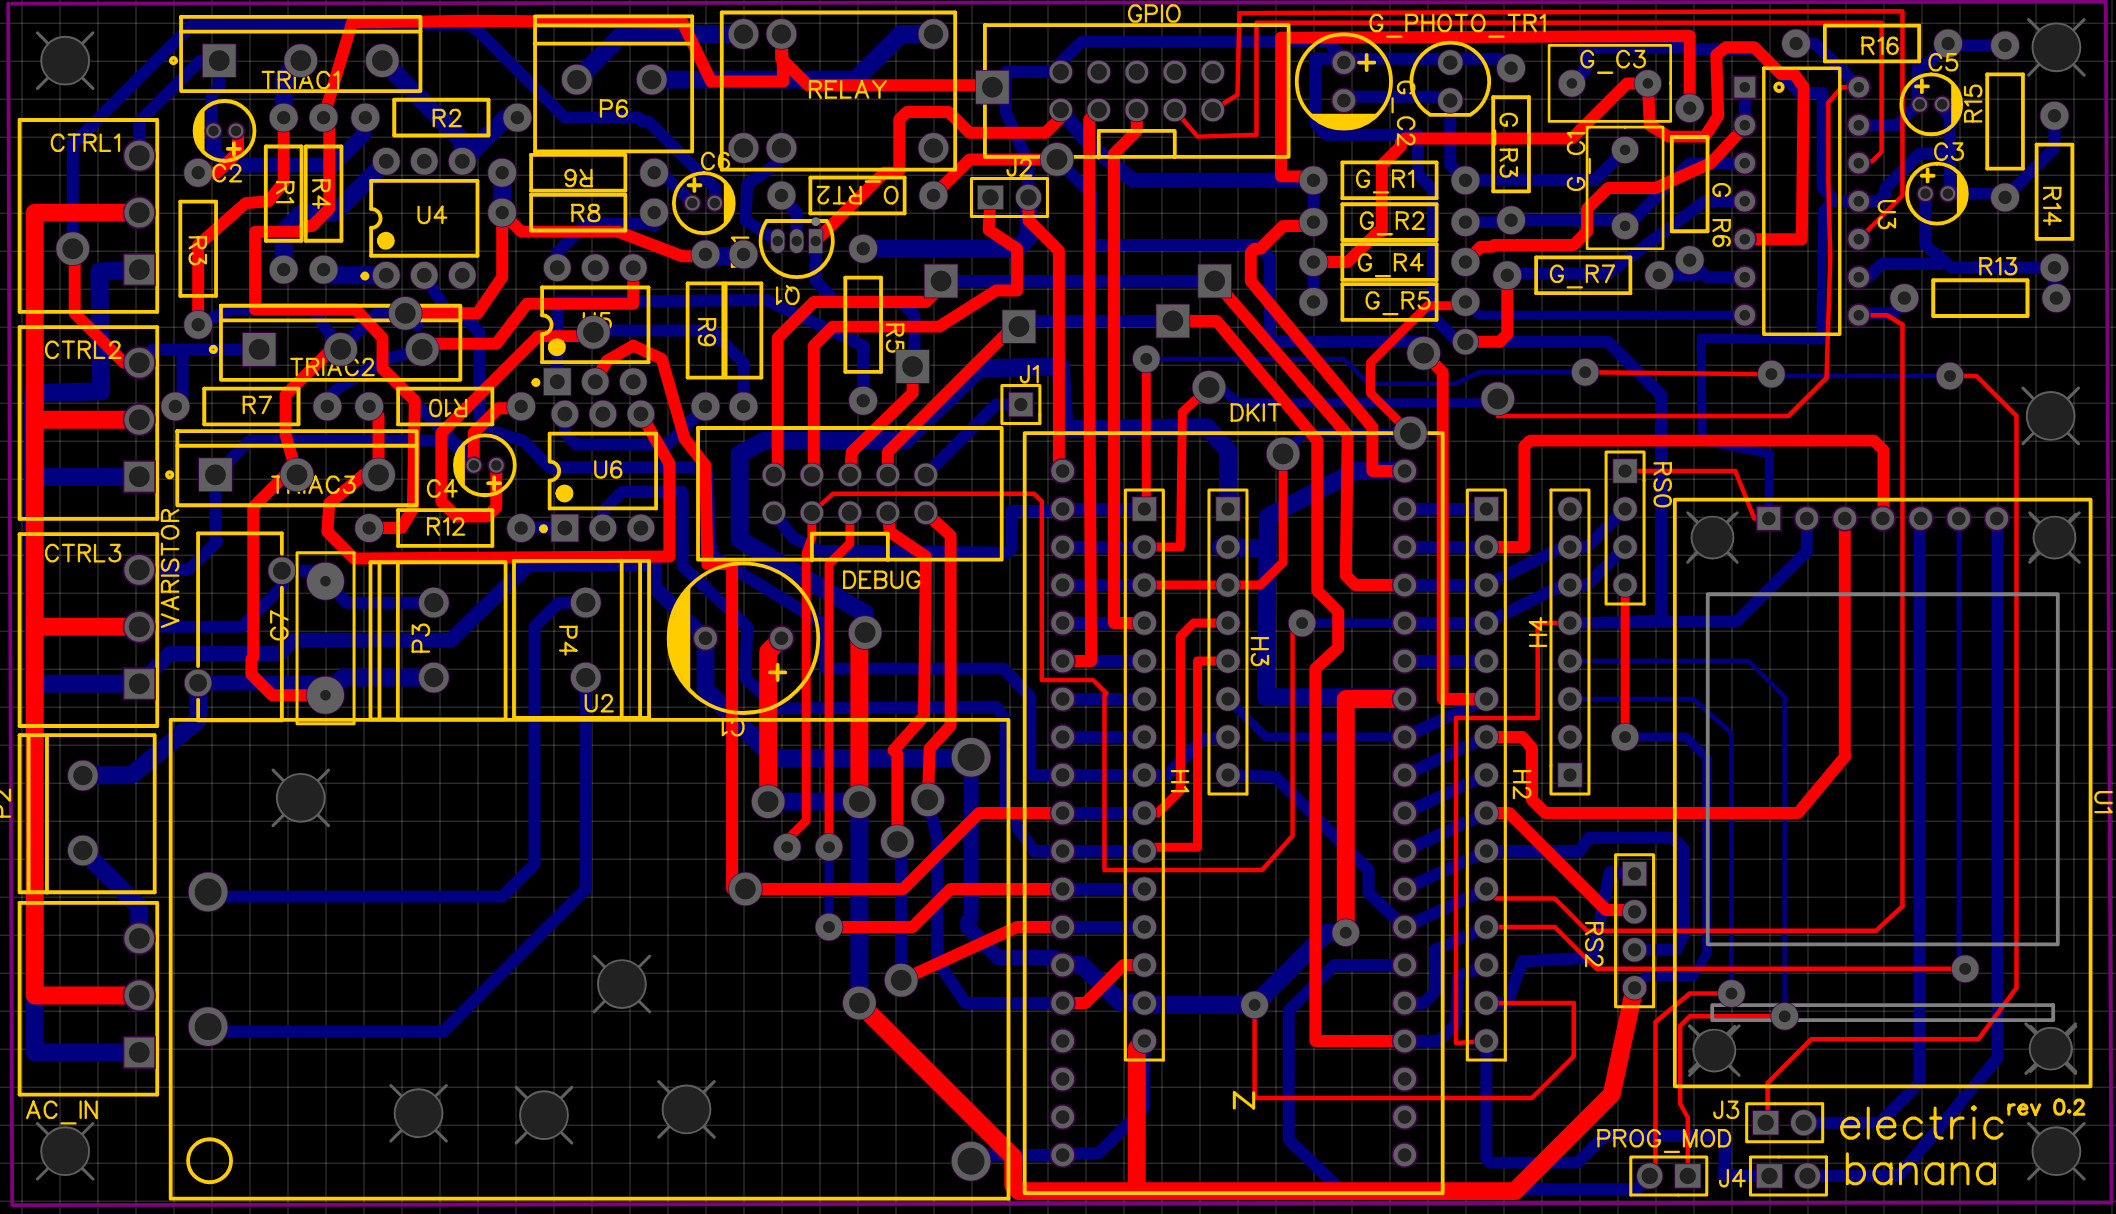 GPIO
G_PHOTO_TR1
R16
TRIAC1
P6
RELAY
G_C3
C5
R15
R2
G_C2
CTRL1
C2
R1
R4
U4
R6
R8
C6
O_RT2
J2
G_R1
G_R3
G_C1
G_R6
C3
U3
R14
R3
G_R2
G_R4
G_R7
G_R5
R13
Q1
U5
R9
R5
CTRL2
TRIAC2
J1
R7
R10
DKIT
TRIAC3
C4
U6
RS0
R12
CTRL3
VARISTOR
DEBUG
C7
P3
P4
H3
H4
U2
C1
H1
H2
P2
U1
RS2
AC_IN
Z
J3
electric
rev 0.2
PROG_MOD
J4
banana